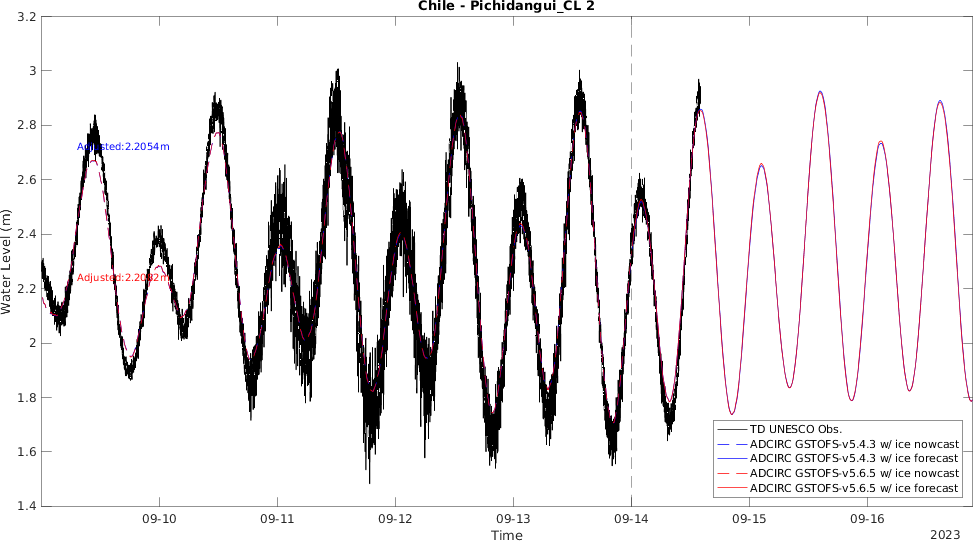 Chile - Pichidangui_CL 2
3.2
3
2.8
2.6
2.4
2.2
2
1.8
1.6
1.4
Water Level (m)
Adjusted:2.2054m
TD UNESCO Obs.
ADCIRC GSTOFS-v5.4.3 w/ ice nowcast
ADCIRC GSTOFS-v5.4.3 w/ ice forecast
ADCIRC GSTOFS-v5.6.5 w/ ice nowcast
ADCIRC GSTOFS-v5.6.5 w/ ice forecast
09-10
09-11
09-12
09-13
09-14
09-15
09-16
Time
2023